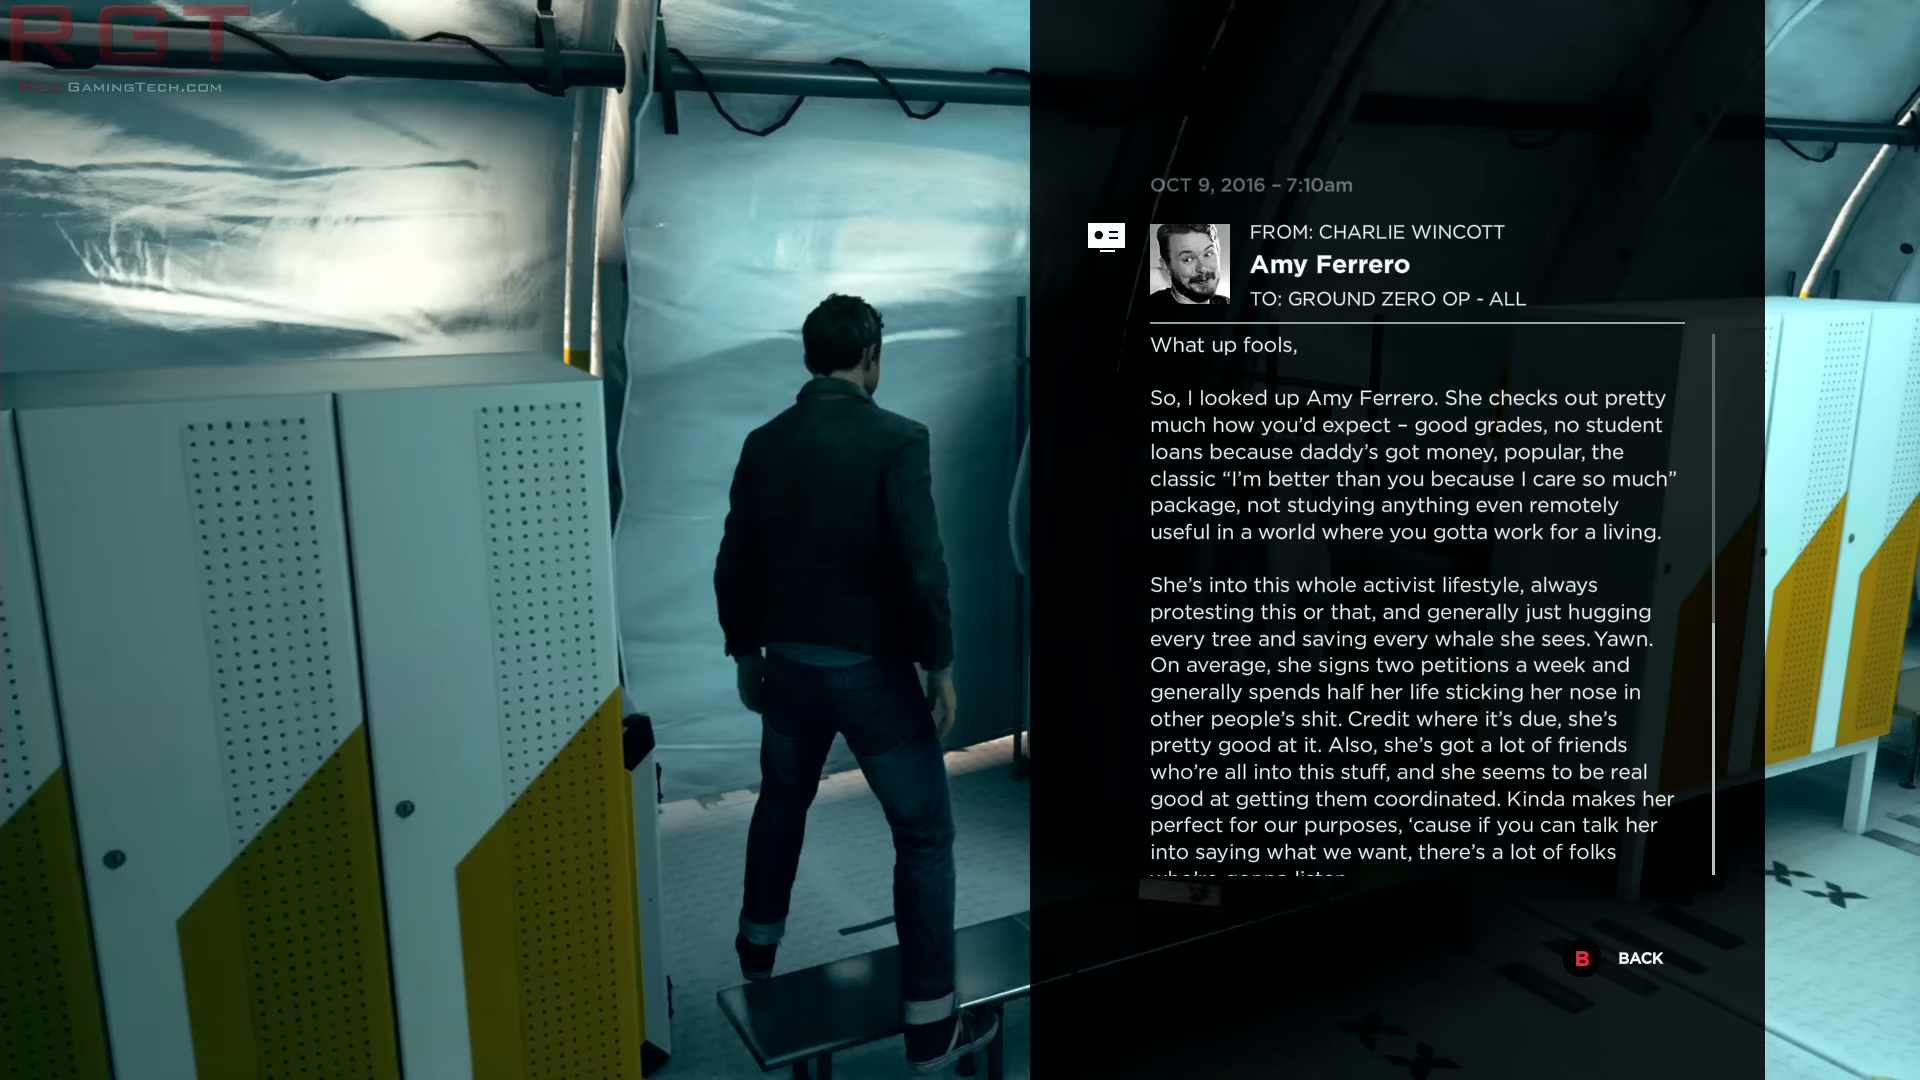 RGT
RED GAMINGTECH.COM
OCT 9, 2016 – 7:10am
FROM: CHARLIE WINCOTT
Amy Ferrero
TO: GROUND ZERO OP - ALL
What up fools,
So, I looked up Amy Ferrero. She checks out pretty
much how you’d expect – good grades, no student
loans because daddy’s got money, popular, the
classic “I’m better than you because I care so much”
package, not studying anything even remotely
useful in a world where you gotta work for a living.
She’s into this whole activist lifestyle, always
protesting this or that, and generally just hugging
every tree and saving every whale she sees. Yawn.
On average, she signs two petitions a week and
generally spends half her life sticking her nose in
other people’s shit. Credit where it’s due, she’s
pretty good at it. Also, she’s got a lot of friends
who’re all into this stuff, and she seems to be real
good at getting them coordinated. Kinda makes her
perfect for our purposes, ‘cause if you can talk her
into saying what we want, there’s a lot of folks
who’re gonna listen
B BACK